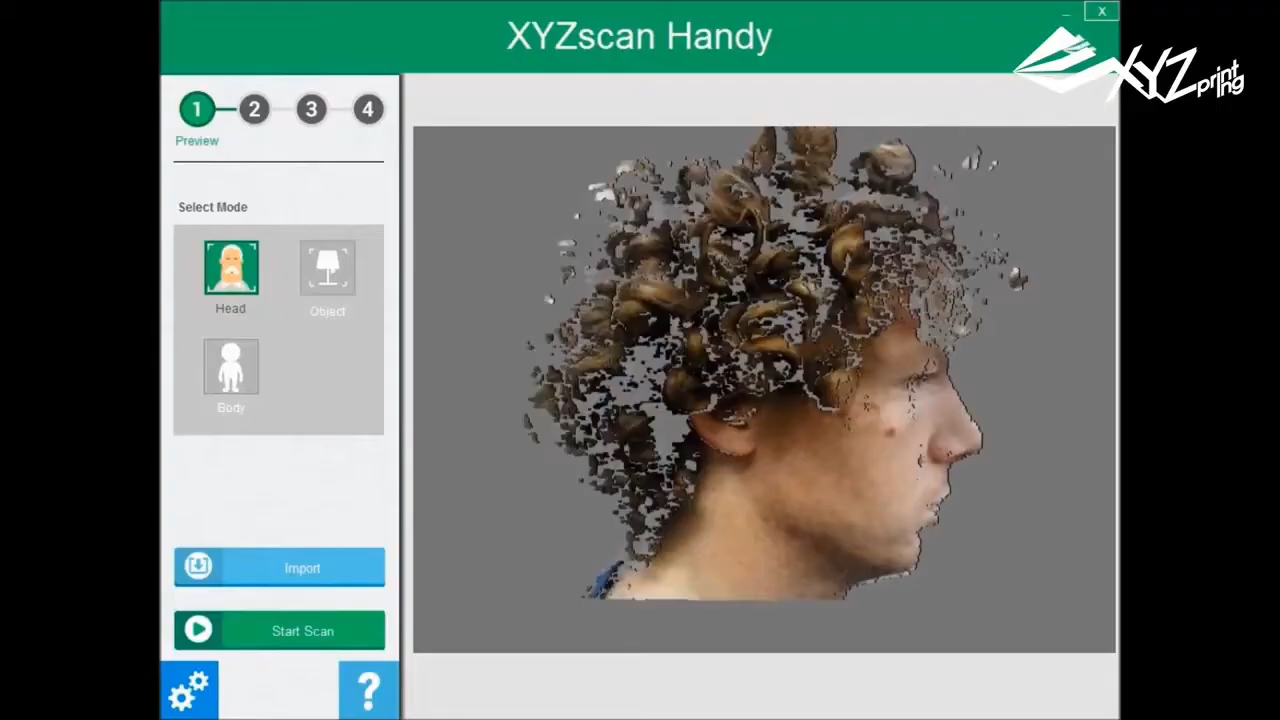 XYZscan Handy
X
XYZprinting
1 2 3 4
Preview
Select Mode
Head
Object
Body
Import
Start Scan
?